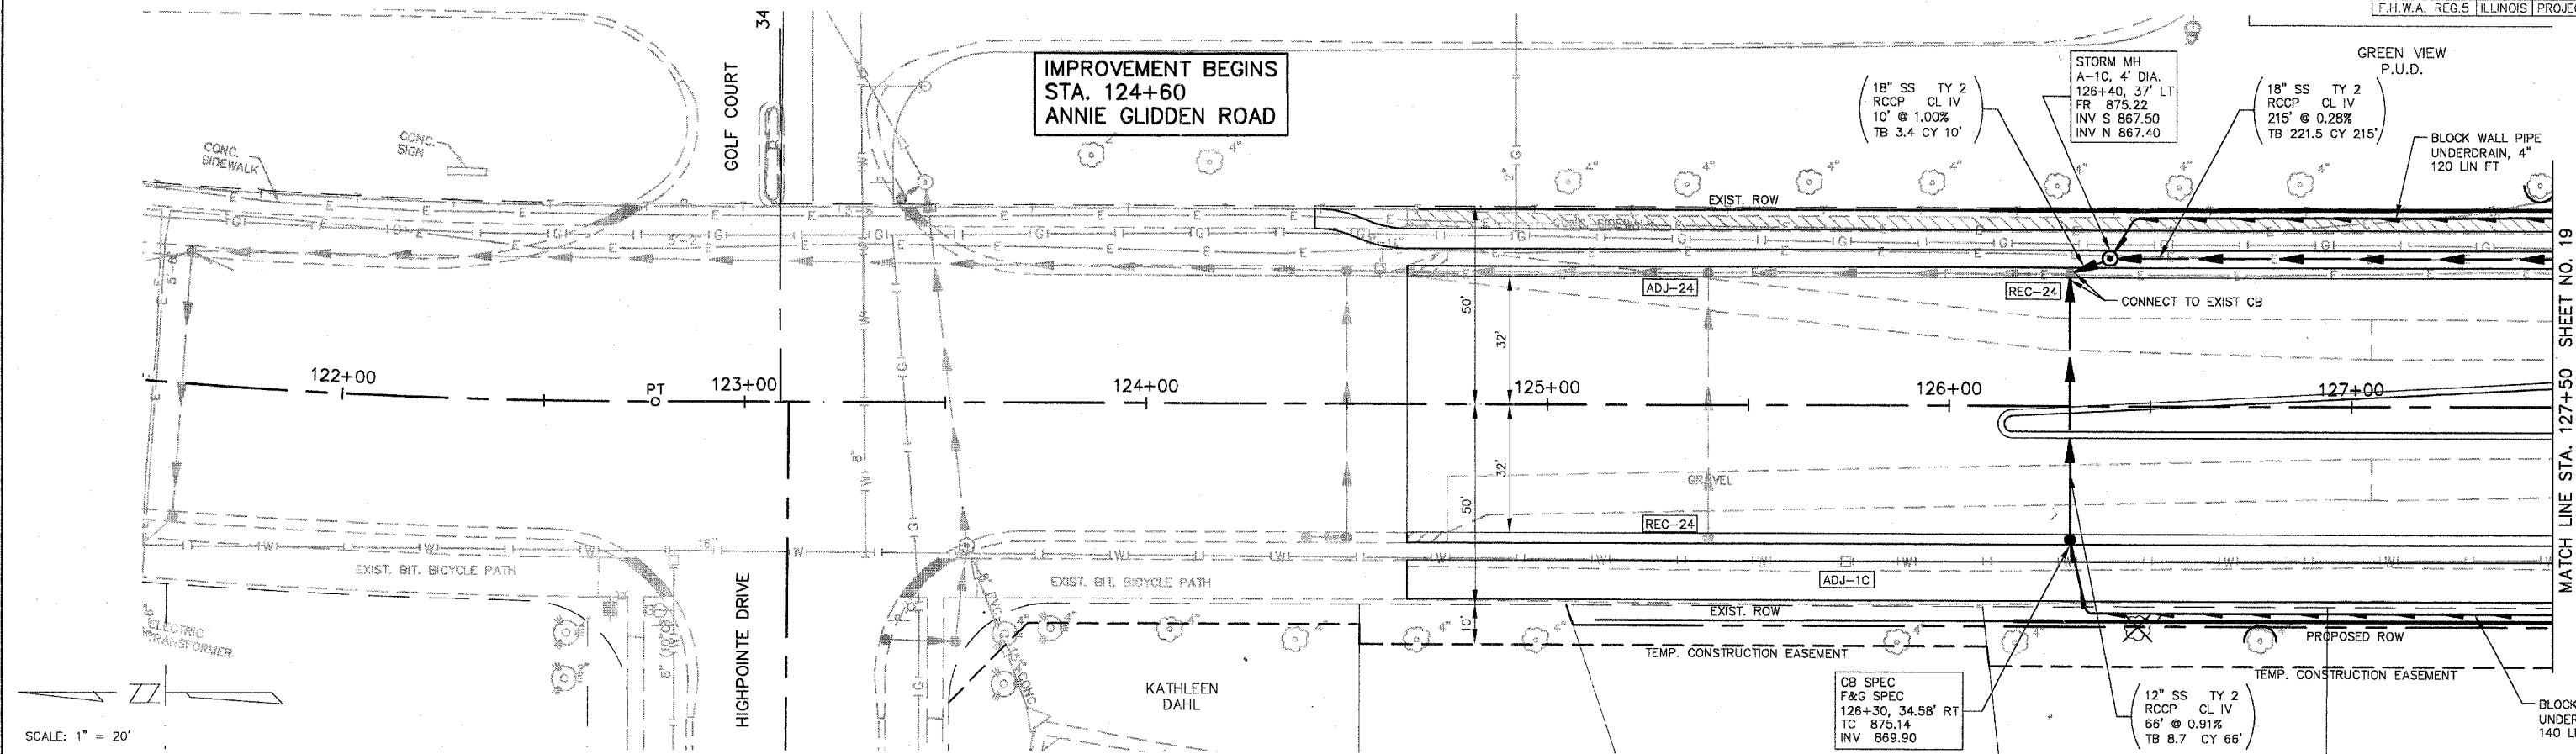 F.H.W.A. REG.5 ILLINOIS
GREEN VIEW
P.U.D.
34
GOLF COURT
IMPROVEMENT BEGINS
STA. 124+60
ANNIE GLIDDEN ROAD
18" SS TY 2
RCCP CL IV
10' @ 1.00%
TB 3.4 CY 10'
STORM MH
A-1C, 4' DIA.
126+40, 37' LT
FR 875.22
INV S 867.50
INV N 867.40
18" SS TY 2
RCCP CL IV
215' @ 0.28%
TB 221.5 CY 215'
BLOCK WALL PIPE
UNDERDRAIN, 4"
120 LIN FT
CONC.
SIDEWALK
CONC.
SIGN
EXIST. ROW
CONC. SIDEWALK
5'-2"
ADJ-24
REC-24
CONNECT TO EXIST CB
50'
32'
122+00
PT
123+00
124+00
125+00
126+00
127+00
32'
50'
10'
GRAVEL
REC-24
ADJ-1C
EXIST. BIT. BICYCLE PATH
EXIST. BIT. BICYCLE PATH
16"
8"
EXIST. ROW
PROPOSED ROW
TEMP. CONSTRUCTION EASEMENT
TEMP. CONSTRUCTION EASEMENT
ELECTRIC
TRANSFORMER
HIGHPOINTE DRIVE
KATHLEEN
DAHL
CB SPEC
F&G SPEC
126+30, 34.58' RT
TC 875.14
INV 869.90
12" SS TY 2
RCCP CL IV
66' @ 0.91%
TB 8.7 CY 66'
BLOCK
140
MATCH LINE STA. 127+50 SHEET NO. 19
SCALE: 1" = 20'